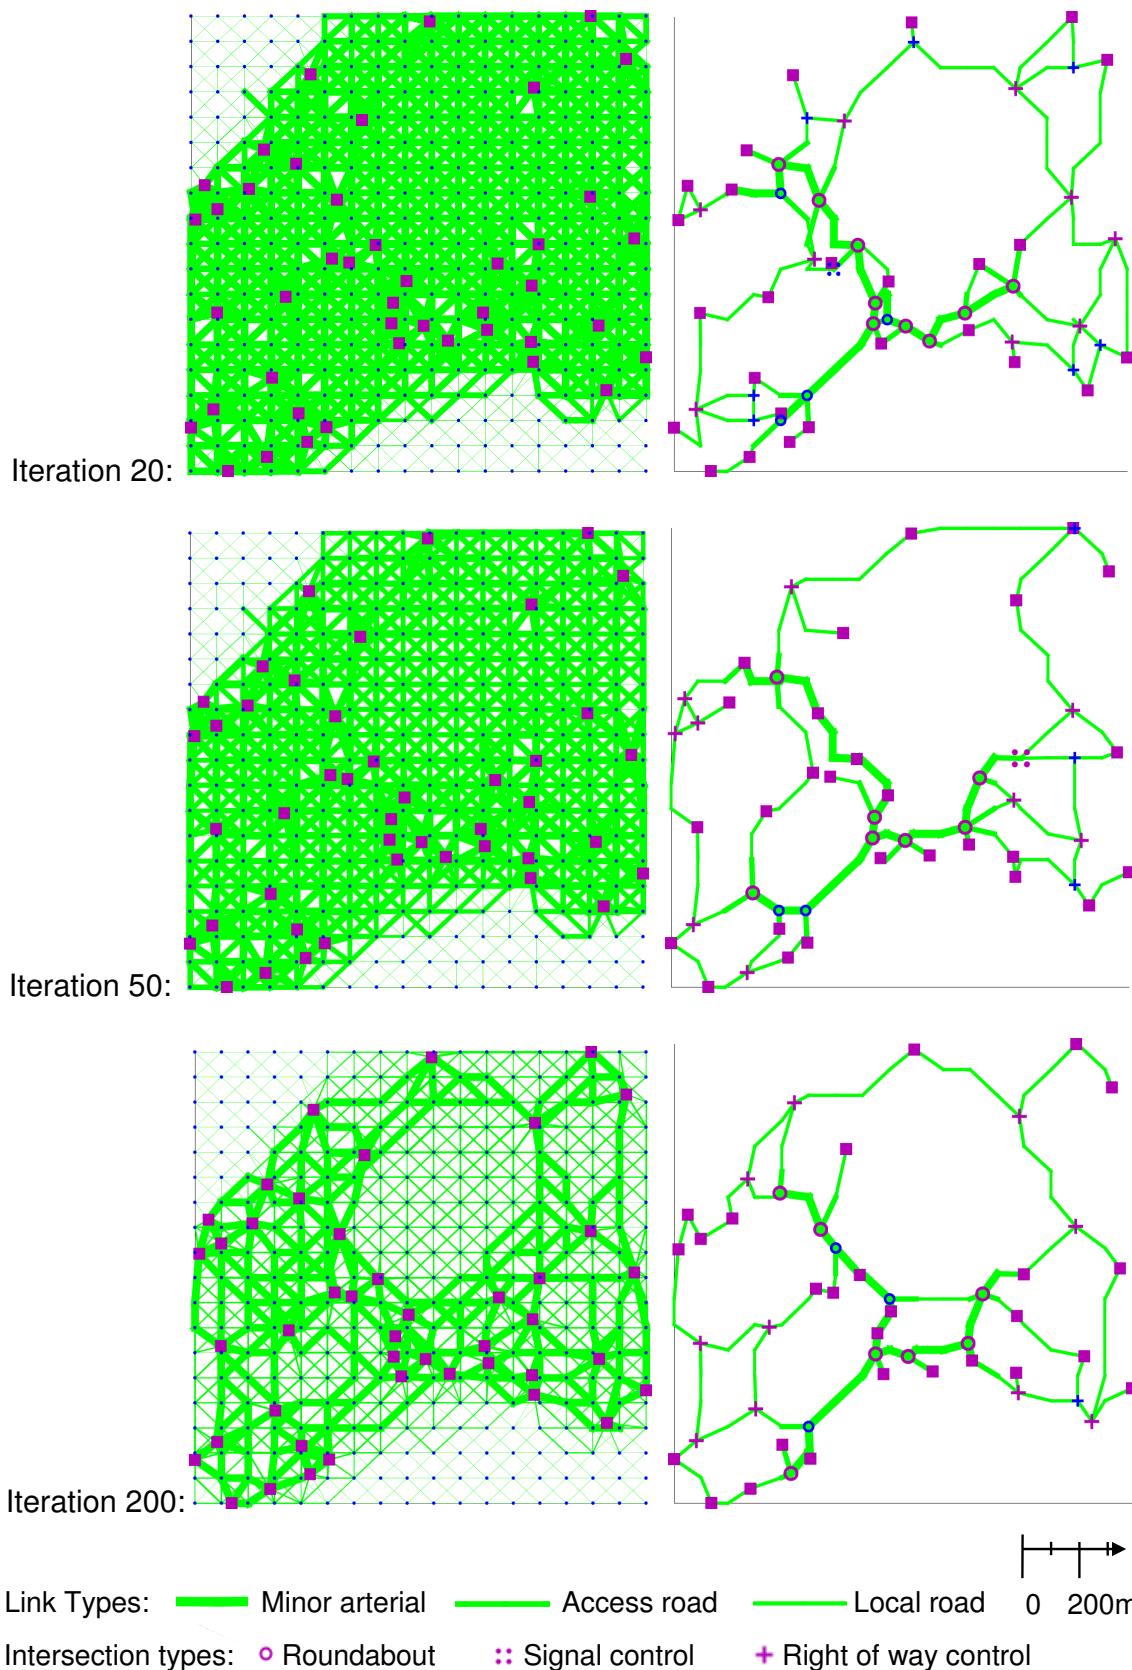 Iteration 20:
Iteration 50:
Iteration 200:
Link Types: Minor arterial Access road Local road 0 200m
Intersection types: Roundabout Signal control Right of way control